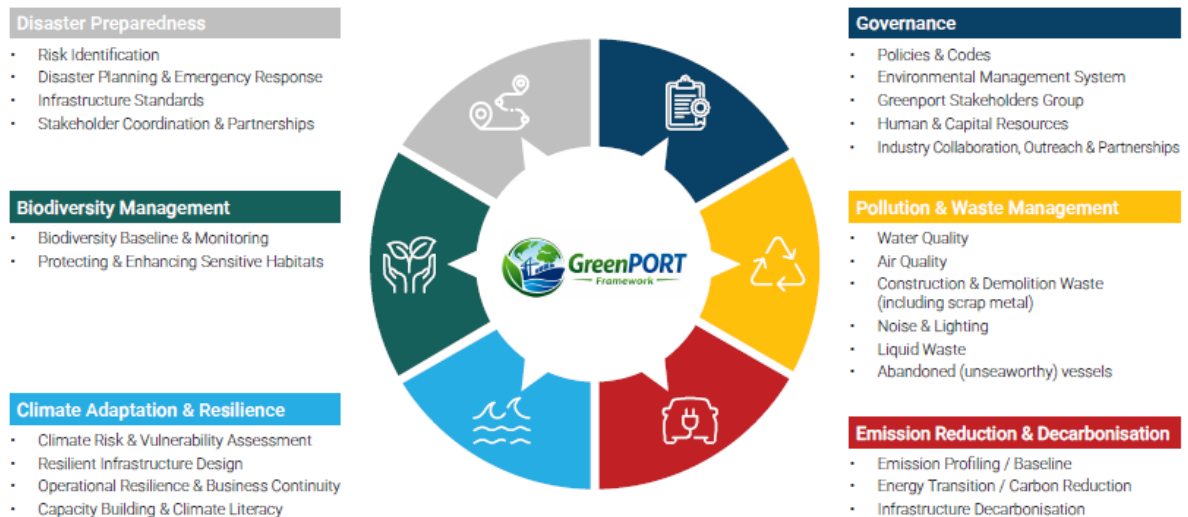 Disaster Preparedness
• Risk Identification
• Disaster Planning & Emergency Response
• Infrastructure Standards
• Stakeholder Coordination & Partnerships
Biodiversity Management
• Biodiversity Baseline & Monitoring
• Protecting & Enhancing Sensitive Habitats
Climate Adaptation & Resilience
• Climate Risk & Vulnerability Assessment
• Resilient Infrastructure Design
• Operational Resilience & Business Continuity
• Capacity Building & Climate Literacy
GreenPORT
Framework
Governance
• Policies & Codes
• Environmental Management System
• Greenport Stakeholders Group
• Human & Capital Resources
• Industry Collaboration, Outreach & Partnerships
Pollution & Waste Management
• Water Quality
• Air Quality
• Construction & Demolition Waste
(including scrap metal)
• Noise & Lighting
• Liquid Waste
• Abandoned (unseaworthy) vessels
Emission Reduction & Decarbonisation
• Emission Profiling / Baseline
• Energy Transition / Carbon Reduction
• Infrastructure Decarbonisation